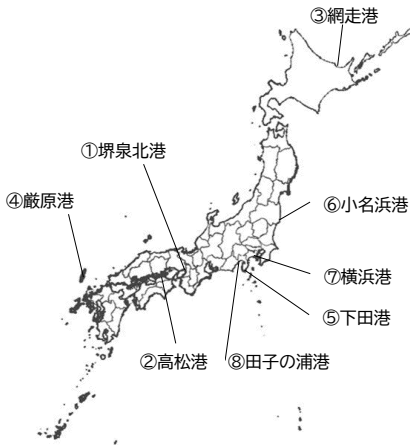 ③網走港
①堺泉北港
④厳原港
⑥小名浜港
⑦横浜港
⑤下田港
②高松港
⑧田子の浦港